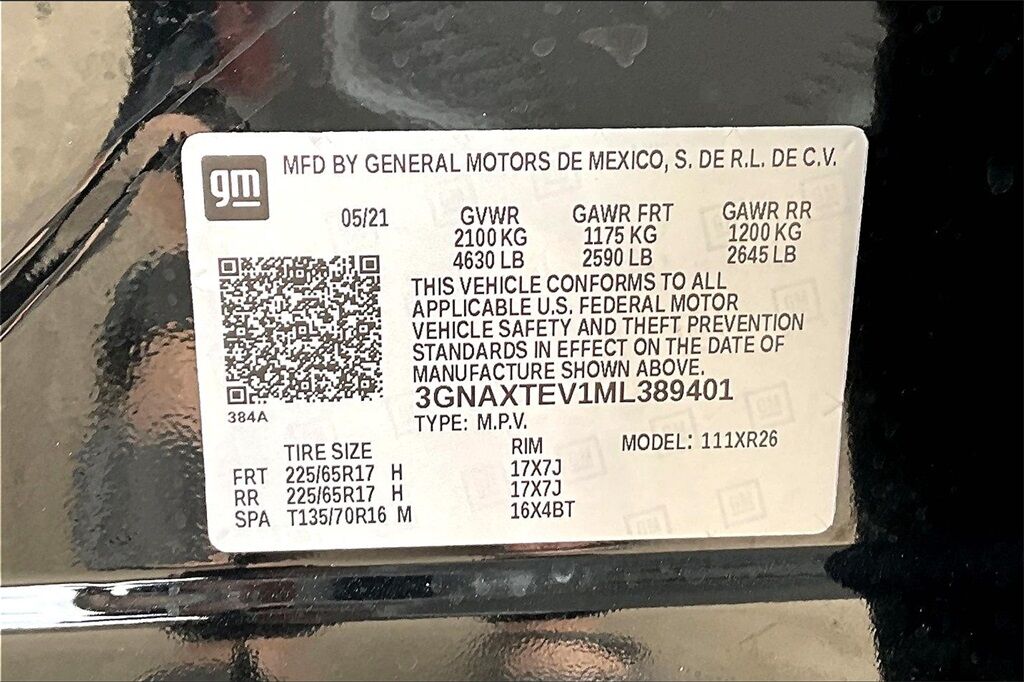 gm
MFD BY GENERAL MOTORS DE MEXICO, S. DE R.L. DE C.V.
05/21 GVWR GAWR FRT GAWR RR
2100 KG 1175 KG 1200 KG
4630 LB 2590 LB 2645 LB
THIS VEHICLE CONFORMS TO ALL
APPLICABLE U.S. FEDERAL MOTOR
VEHICLE SAFETY AND THEFT PREVENTION
STANDARDS IN EFFECT ON THE DATE OF
MANUFACTURE SHOWN ABOVE.
3GNAXTEV1ML389401
384A
TYPE: M.P.V.
TIRE SIZE RIM MODEL: 111XR26
FRT 225/65R17 H 17X7J
RR 225/65R17 H 17X7J
SPA T135/70R16 M 16X4BT